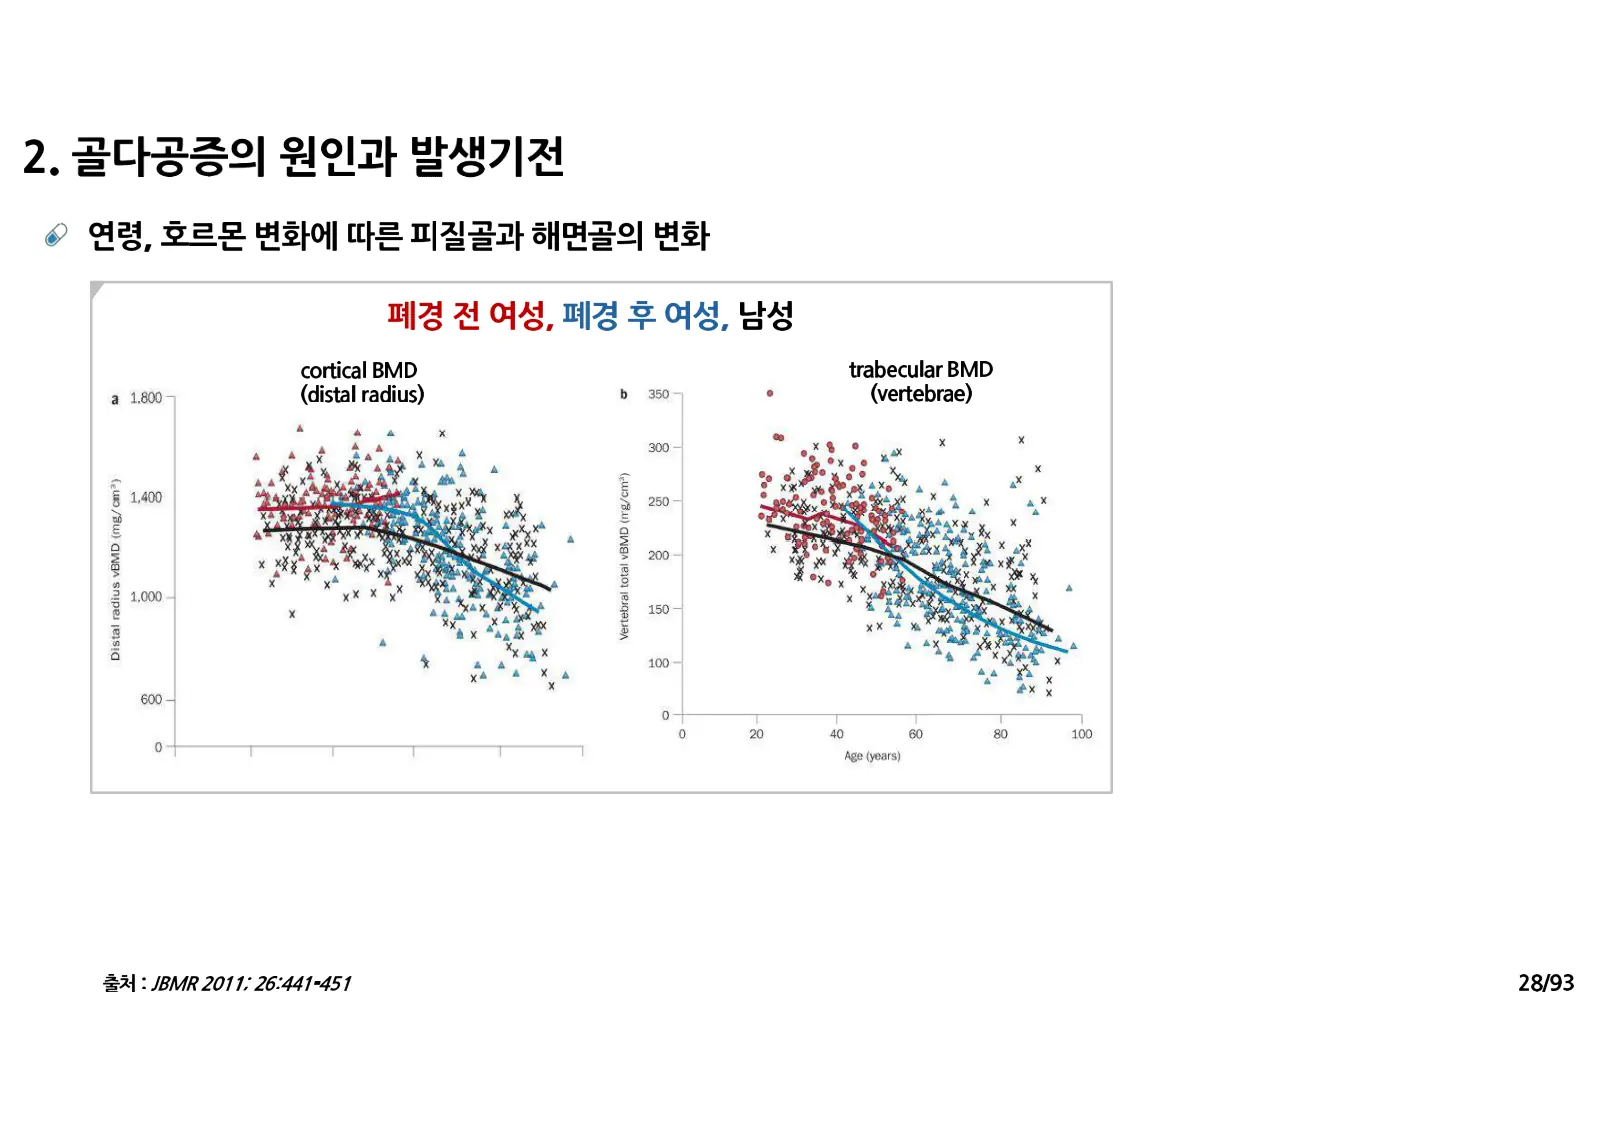 2. 골다공증의 원인과 발생기전
연령, 호르몬 변화에 따른 피질골과 해면골의 변화
폐경 전 여성, 폐경 후 여성, 남성
cortical BMD
(distal radius)
a
1,800
1,400
1,000
600
0
Distal radius vBMD (mg/cm³)
trabecular BMD
(vertebrae)
b
350
300
250
200
150
100
0
Vertebral total vBMD (mg/cm³)
0 20 40 60 80 100
Age (years)
출처 : JBMR 2011; 26:441-451
28/93